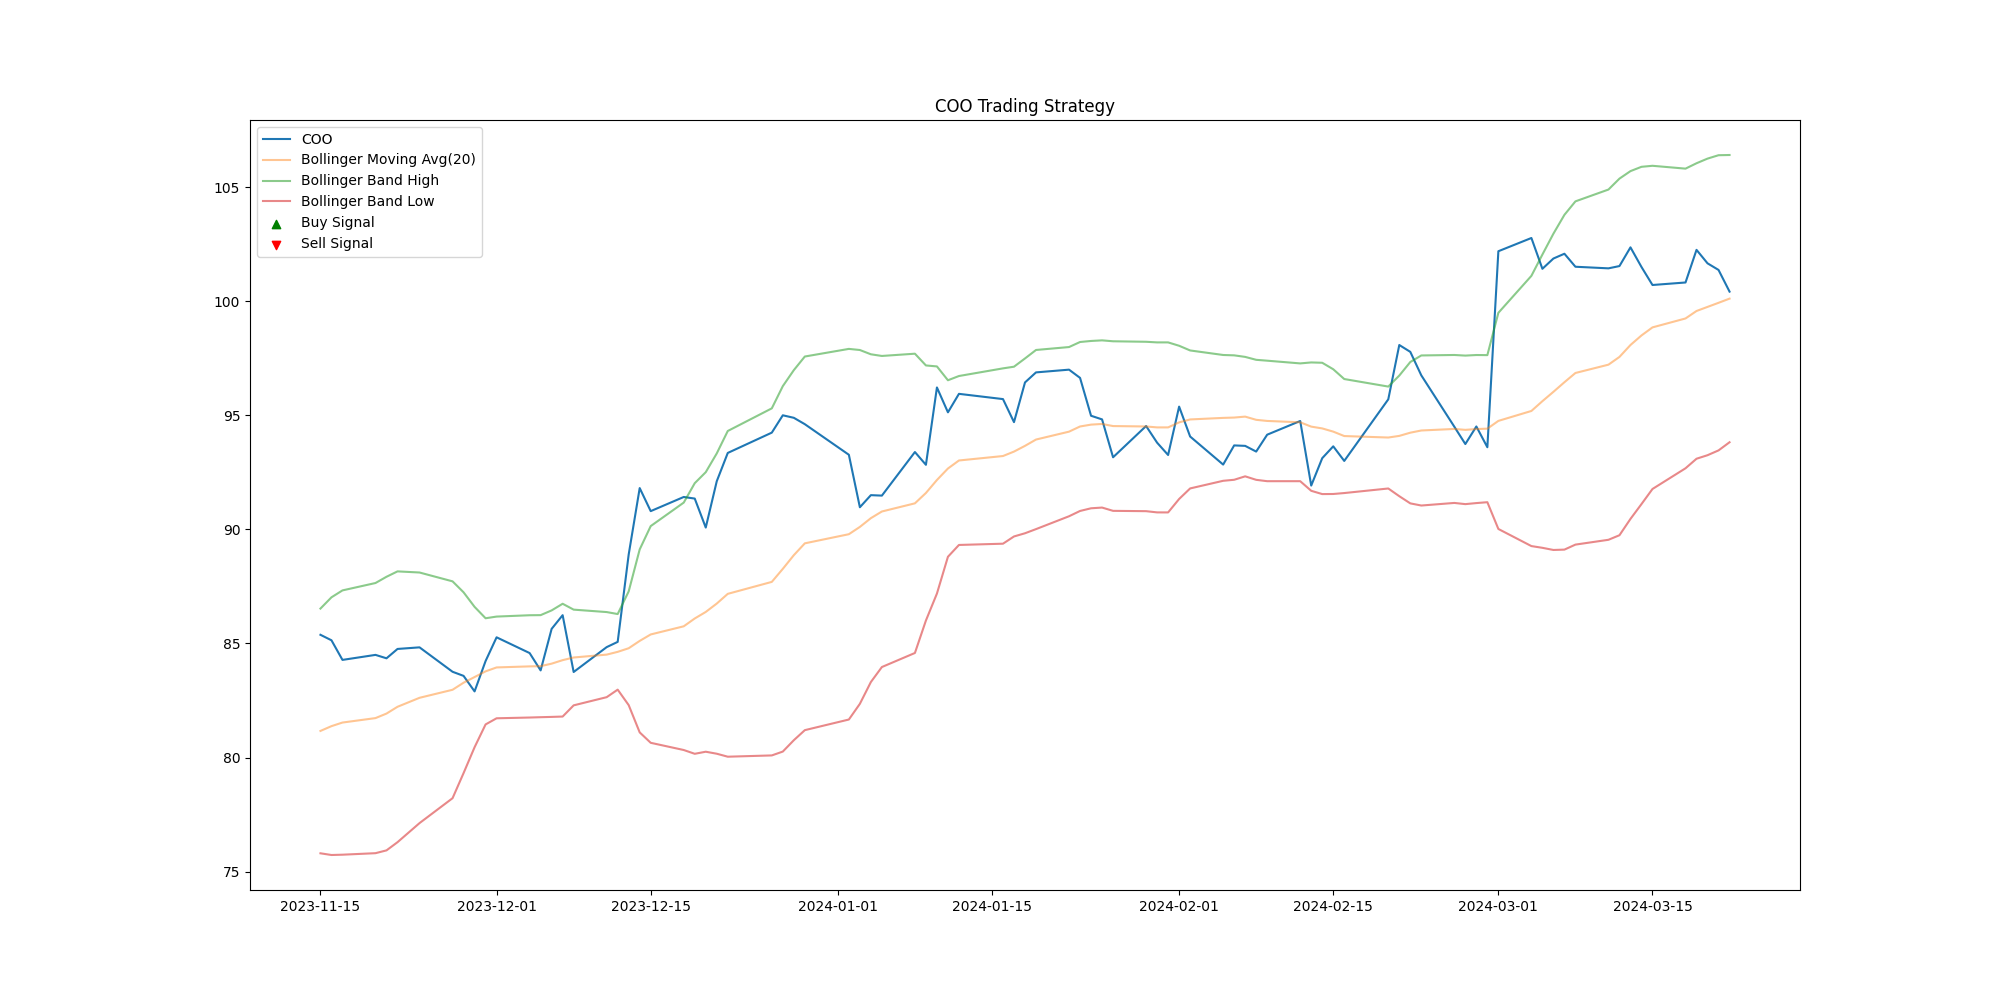 COO Trading Strategy
COO
Bollinger Moving Avg(20)
Bollinger Band High
Bollinger Band Low
Buy Signal
Sell Signal
105
100
95
90
85
80
75
2023-11-15 2023-12-01 2023-12-15 2024-01-01 2024-01-15 2024-02-01 2024-02-15 2024-03-01 2024-03-15